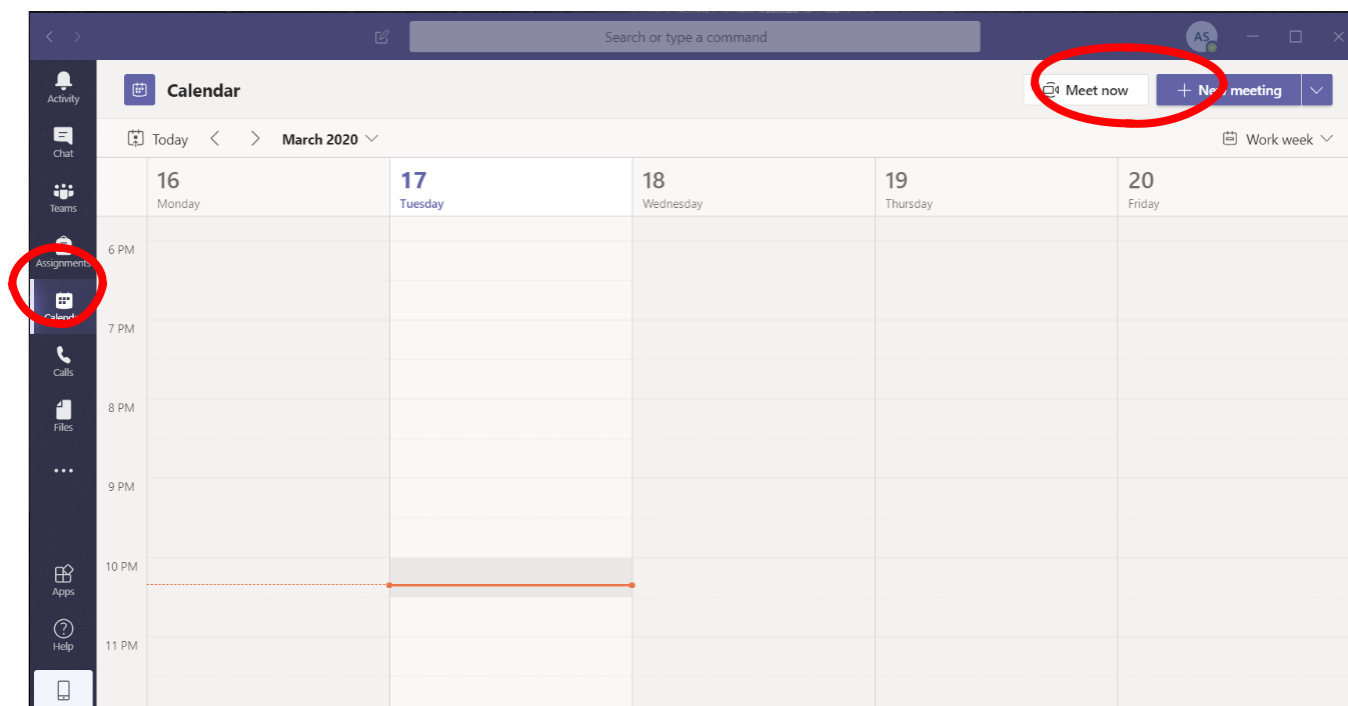 Search or type a command
AS
Activity
Calendar
Meet now
+ New meeting
Chat
Today
March 2020
Work week
Teams
16
Monday
17
Tuesday
18
Wednesday
19
Thursday
20
Friday
Assignments
6 PM
Calendar
7 PM
Calls
8 PM
Files
9 PM
10 PM
Apps
Help
11 PM